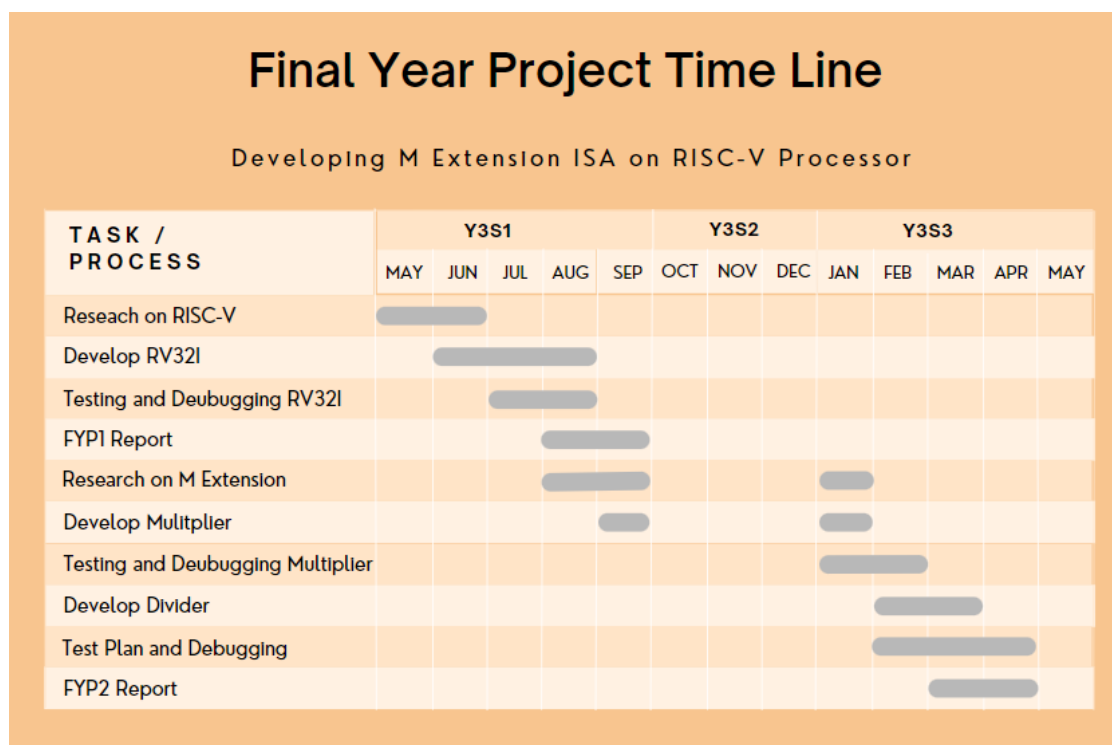 Final Year Project Time Line
Developing M Extension ISA on RISC-V Processor
TASK /
PROCESS
Y3S1 Y3S2 Y3S3
MAY JUN JUL AUG SEP OCT NOV DEC JAN FEB MAR APR MAY
Reseach on RISC-V
Develop RV32I
Testing and Deubugging RV32I
FYP1 Report
Research on M Extension
Develop Mulitplier
Testing and Deubugging Multiplier
Develop Divider
Test Plan and Debugging
FYP2 Report